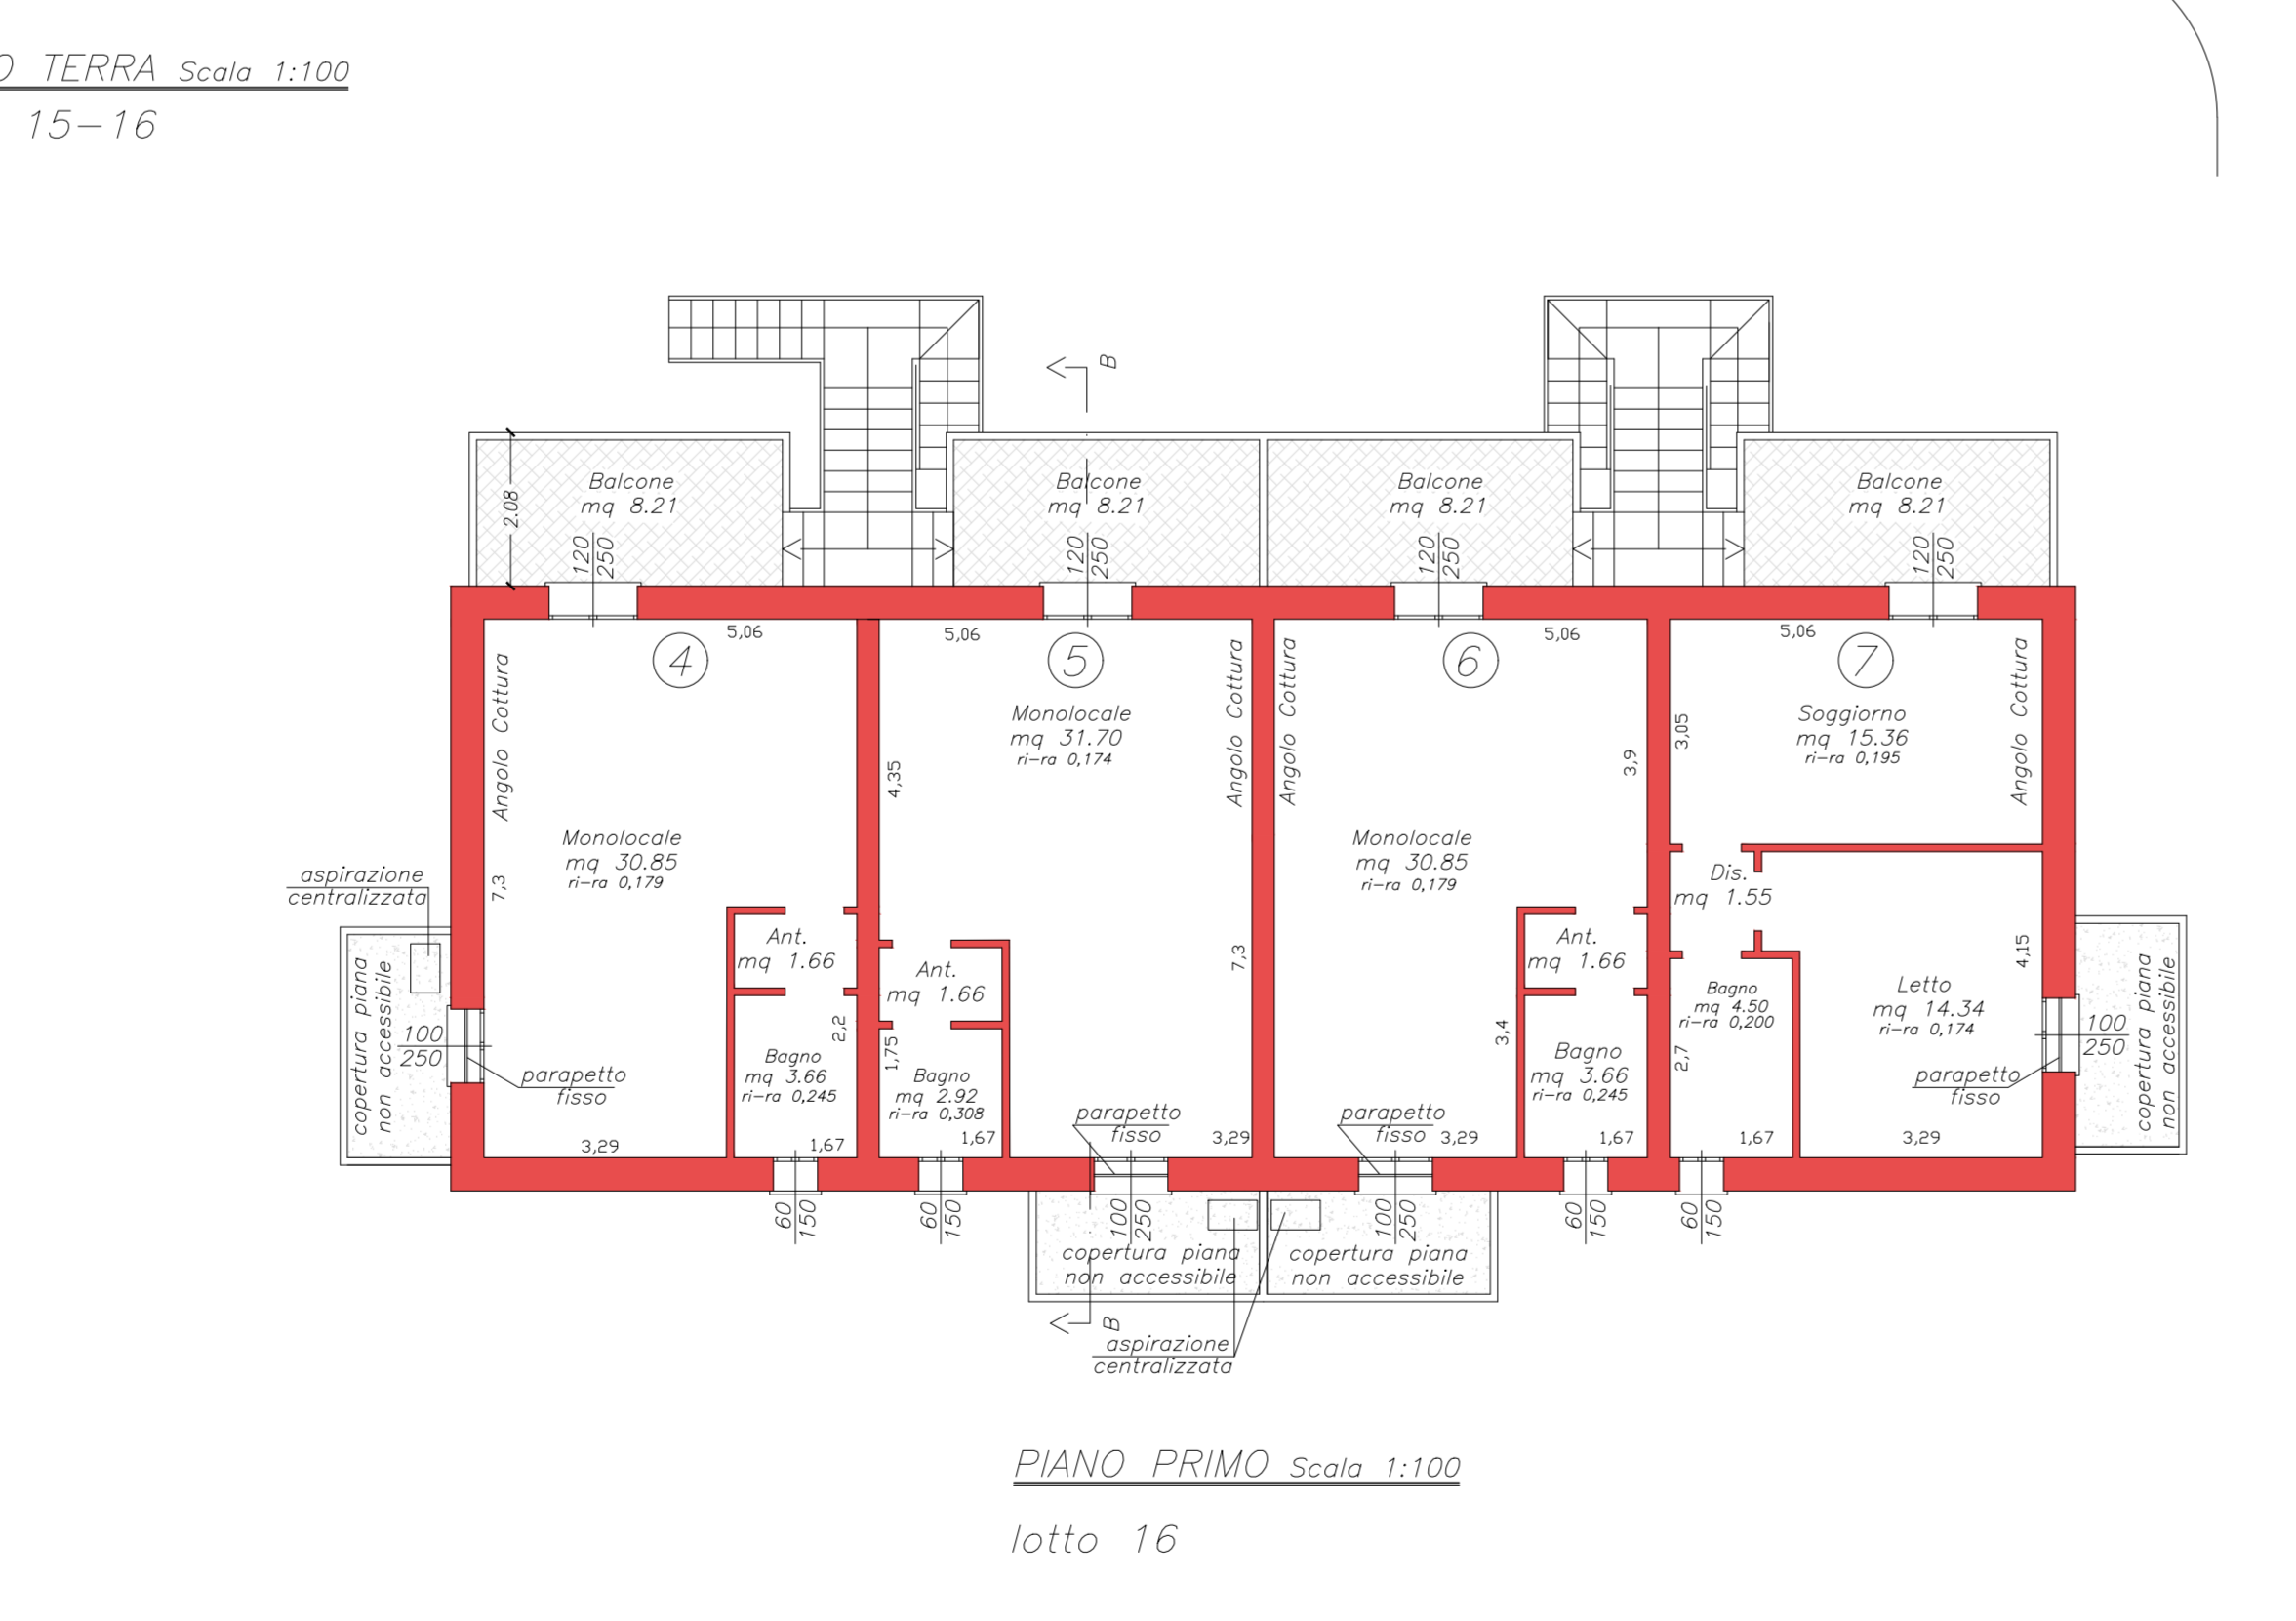 O TERRA Scala 1:100
15-16
B
Balcone
mq 8.21
2.08
120
250
Balcone
mq 8.21
120
250
Balcone
mq 8.21
120
250
Balcone
mq 8.21
120
250
4
5,06
Angolo Cottura
Monolocale
mq 30.85
ri-ra 0,179
7,3
Ant.
mq 1.66
2,2
Bagno
mq 3.66
ri-ra 0,245
3,29
1,67
aspirazione
centralizzata
copertura piana
non accessibile
100
250
parapetto
fisso
60
150
5
5,06
Monolocale
mq 31.70
ri-ra 0,174
Angolo Cottura
4,35
7,3
Ant.
mq 1.66
1,75
Bagno
mq 2.92
ri-ra 0,308
1,67
parapetto
fisso
3,29
60
150
100
250
copertura piana
non accessibile
6
5,06
Angolo Cottura
3,9
Monolocale
mq 30.85
ri-ra 0,179
Ant.
mq 1.66
3,4
Bagno
mq 3.66
ri-ra 0,245
parapetto
fisso
3,29
1,67
100
250
60
150
copertura piana
non accessibile
7
5,06
3,05
Soggiorno
mq 15.36
ri-ra 0,195
Angolo Cottura
Dis.
mq 1.55
Bagno
mq 4.50
ri-ra 0,200
2,7
1,67
Letto
mq 14.34
ri-ra 0,174
4,15
3,29
parapetto
fisso
100
250
copertura piana
non accessibile
60
150
B
aspirazione
centralizzata
PIANO PRIMO Scala 1:100
lotto 16